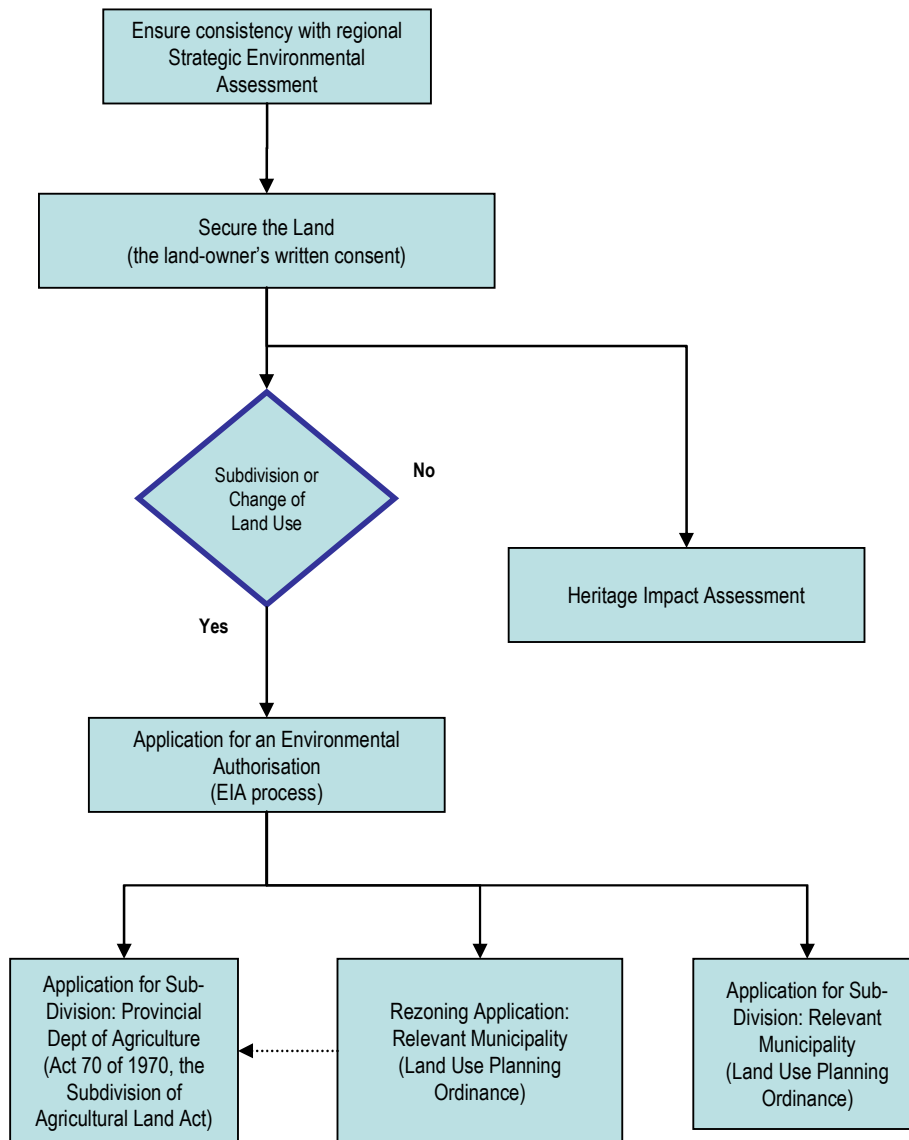 Ensure consistency with regional
Strategic Environmental
Assessment
Secure the Land
(the land-owner's written consent)
Subdivision or
Change of
Land Use
No
Yes
Heritage Impact Assessment
Application for an Environmental
Authorisation
(EIA process)
Application for Sub-
Division: Provincial
Dept of Agriculture
(Act 70 of 1970, the
Subdivision of
Agricultural Land Act)
Rezoning Application:
Relevant Municipality
(Land Use Planning
Ordinance)
Application for Sub-
Division: Relevant
Municipality
(Land Use Planning
Ordinance)